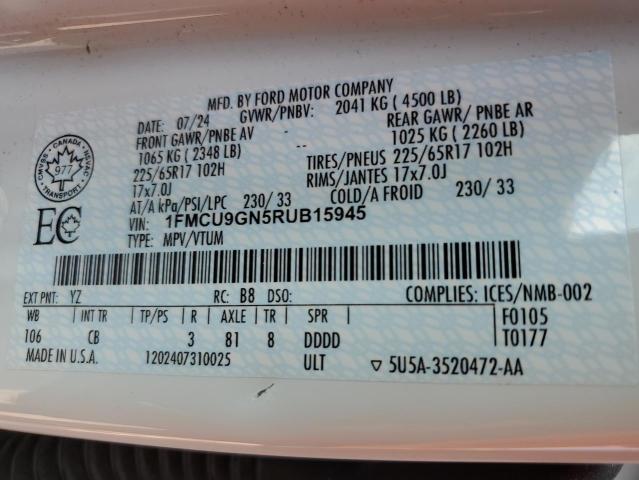 MFD. BY FORD MOTOR COMPANY
DATE: 07/24 GVWR/PNBV: 2041 KG ( 4500 LB)
FRONT GAWR/PNBE AV REAR GAWR/ PNBE AR
1065 KG ( 2348 LB) 1025 KG ( 2260 LB)
225/65R17 102H TIRES/PNEUS 225/65R17 102H
17x7.0J RIMS/JANTES 17x7.0J
AT/A kPa/PSI/LPC 230/ 33 COLD/A FROID 230/ 33
VIN: 1FMCU9GN5RUB15945
TYPE: MPV/VTUM
CANADA
977
TRANSPORT
EC
EXT PNT: YZ RC: B8 DSO: COMPLIES: ICES/NMB-002
WB INT TR TP/PS R AXLE TR SPR F0105
106 CB 3 81 8 DDDD T0177
MADE IN U.S.A. 1202407310025 ULT ▽ 5U5A-3520472-AA